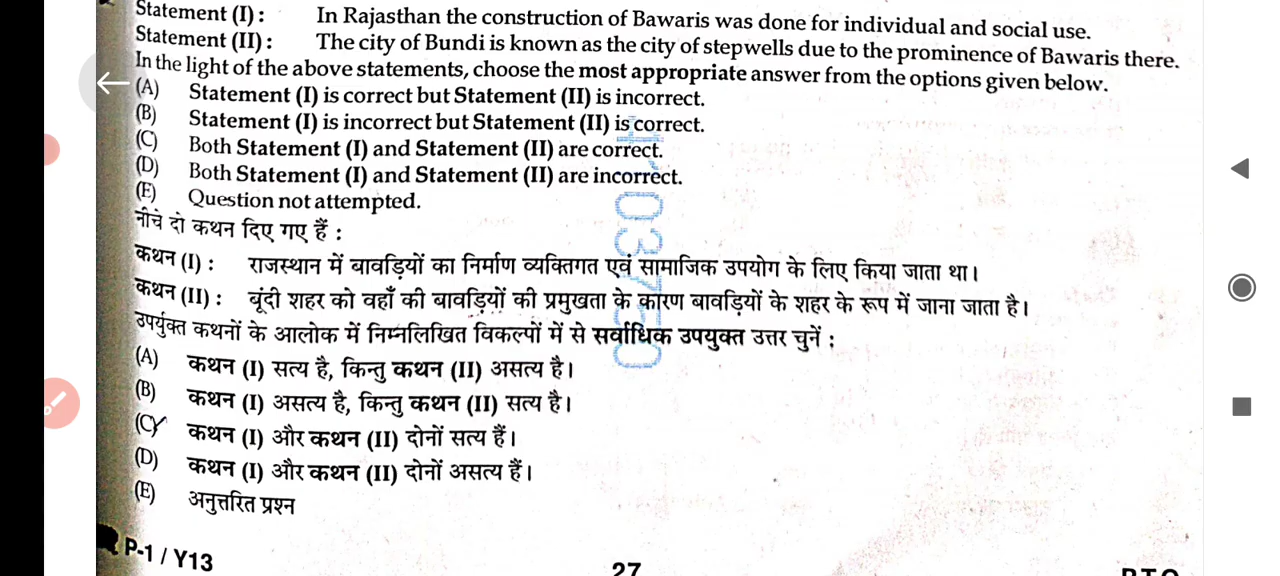 Statement (I) : In Rajasthan the construction of Bawaris was done for individual and social use.
Statement (II) : The city of Bundi is known as the city of stepwells due to the prominence of Bawaris there.
In the light of the above statements, choose the most appropriate answer from the options given below.
(A) Statement (I) is correct but Statement (II) is incorrect.
(B) Statement (I) is incorrect but Statement (II) is correct.
(C) Both Statement (I) and Statement (II) are correct.
(D) Both Statement (I) and Statement (II) are incorrect.
(E) Question not attempted.
नीचे दो कथन दिए गए हैं :
कथन (I) : राजस्थान में बावड़ियों का निर्माण व्यक्तिगत एवं सामाजिक उपयोग के लिए किया जाता था।
कथन (II) : बूंदी शहर को वहाँ की बावड़ियों की प्रमुखता के कारण बावड़ियों के शहर के रूप में जाना जाता है।
उपर्युक्त कथनों के आलोक में निम्नलिखित विकल्पों में से सर्वाधिक उपयुक्त उत्तर चुनें :
(A) कथन (I) सत्य है, किन्तु कथन (II) असत्य है।
(B) कथन (I) असत्य है, किन्तु कथन (II) सत्य है।
(C) कथन (I) और कथन (II) दोनों सत्य हैं।
(D) कथन (I) और कथन (II) दोनों असत्य हैं।
(E) अनुत्तरित प्रश्न
P-1 / Y13
27